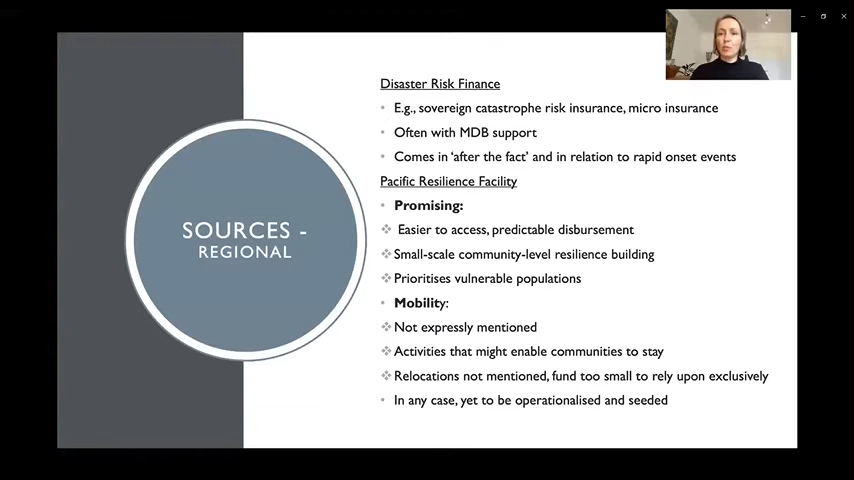 SOURCES -
REGIONAL
Disaster Risk Finance
• E.g., sovereign catastrophe risk insurance, micro insurance
• Often with MDB support
• Comes in ‘after the fact’ and in relation to rapid onset events
Pacific Resilience Facility
• Promising:
❖ Easier to access, predictable disbursement
❖ Small-scale community-level resilience building
❖ Prioritises vulnerable populations
• Mobility:
❖ Not expressly mentioned
❖ Activities that might enable communities to stay
❖ Relocations not mentioned, fund too small to rely upon exclusively
• In any case, yet to be operationalised and seeded